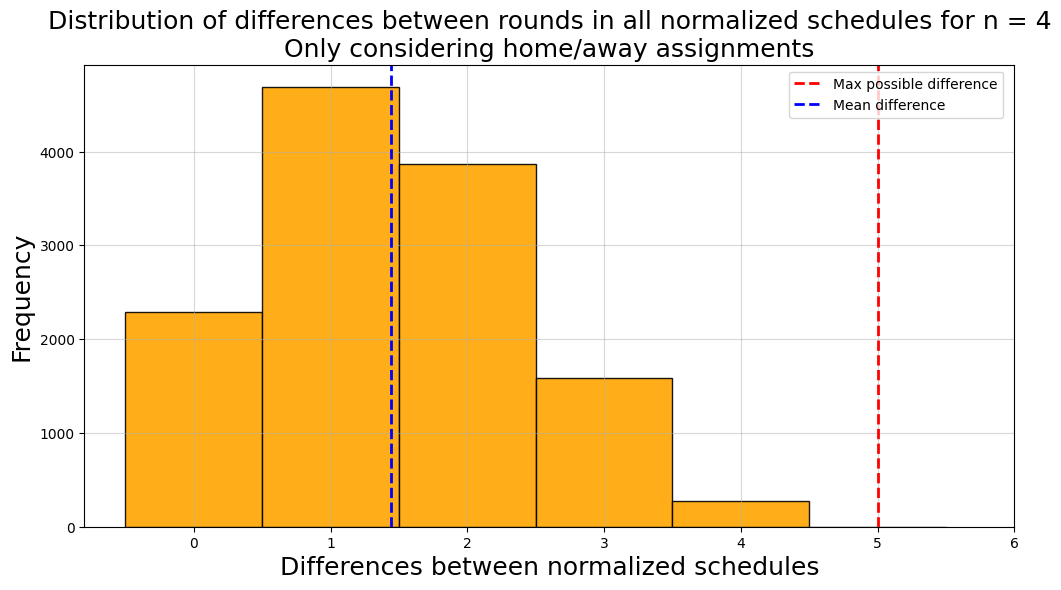 Distribution of differences between rounds in all normalized schedules for n = 4
Only considering home/away assignments
Max possible difference
Mean difference
Frequency
4000
3000
2000
1000
0
0 1 2 3 4 5 6
Differences between normalized schedules